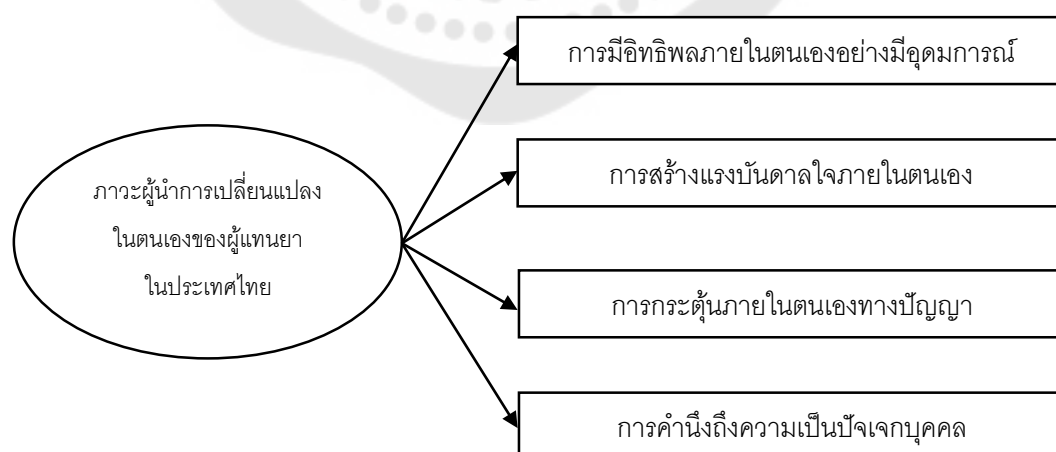 การมีอิทธิพลภายในตนเองอย่างมีอุดมการณ์
การสร้างแรงบันดาลใจภายในตนเอง
ภาวะผู้นำการเปลี่ยนแปลง
ในตนเองของผู้แทนยา
ในประเทศไทย
การกระตุ้นภายในตนเองทางปัญญา
การคำนึงถึงความเป็นปัจเจกบุคคล